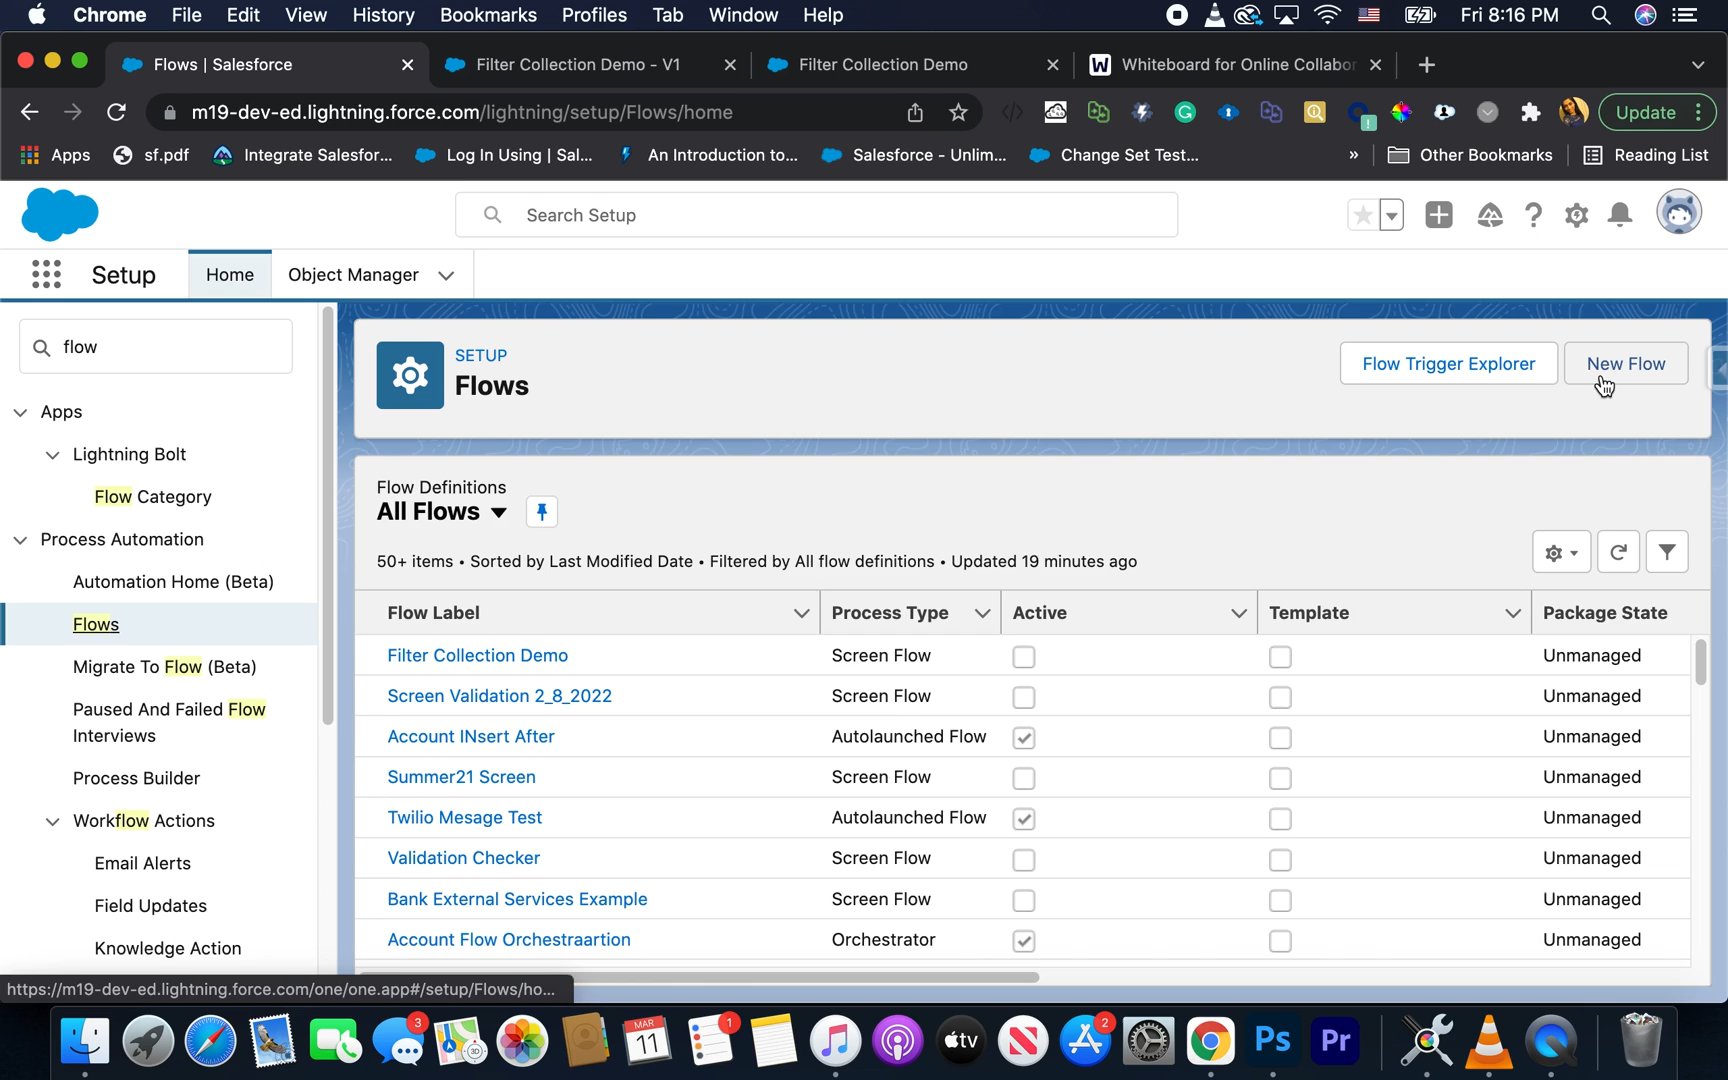 Chrome File Edit View History Bookmarks Profiles Tab Window Help Fri 8:16 PM
Flows | Salesforce Filter Collection Demo - V1 Filter Collection Demo W Whiteboard for Online Collabor
m19-dev-ed.lightning.force.com/lightning/setup/Flows/home Update
Apps sf.pdf Integrate Salesfor... Log In Using | Sal... An Introduction to... Salesforce - Unlim... Change Set Test... » Other Bookmarks Reading List
Search Setup
Setup Home Object Manager
flow
Apps
Lightning Bolt
Flow Category
Process Automation
Automation Home (Beta)
Flows
Migrate To Flow (Beta)
Paused And Failed Flow
Interviews
Process Builder
Workflow Actions
Email Alerts
Field Updates
Knowledge Action
SETUP
Flows
Flow Trigger Explorer New Flow
Flow Definitions
All Flows
50+ items • Sorted by Last Modified Date • Filtered by All flow definitions • Updated 19 minutes ago
Flow Label Process Type Active Template Package State
Filter Collection Demo Screen Flow Unmanaged
Screen Validation 2_8_2022 Screen Flow Unmanaged
Account INsert After Autolaunched Flow Unmanaged
Summer21 Screen Screen Flow Unmanaged
Twilio Mesage Test Autolaunched Flow Unmanaged
Validation Checker Screen Flow Unmanaged
Bank External Services Example Screen Flow Unmanaged
Account Flow Orchestraartion Orchestrator Unmanaged
https://m19-dev-ed.lightning.force.com/one/one.app#/setup/Flows/ho...
3 3D MAR 11 1 tv 2 Ps Pr